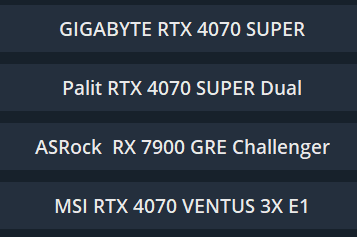 GIGABYTE RTX 4070 SUPER
Palit RTX 4070 SUPER Dual
ASRock  RX 7900 GRE Challenger
MSI RTX 4070 VENTUS 3X E1